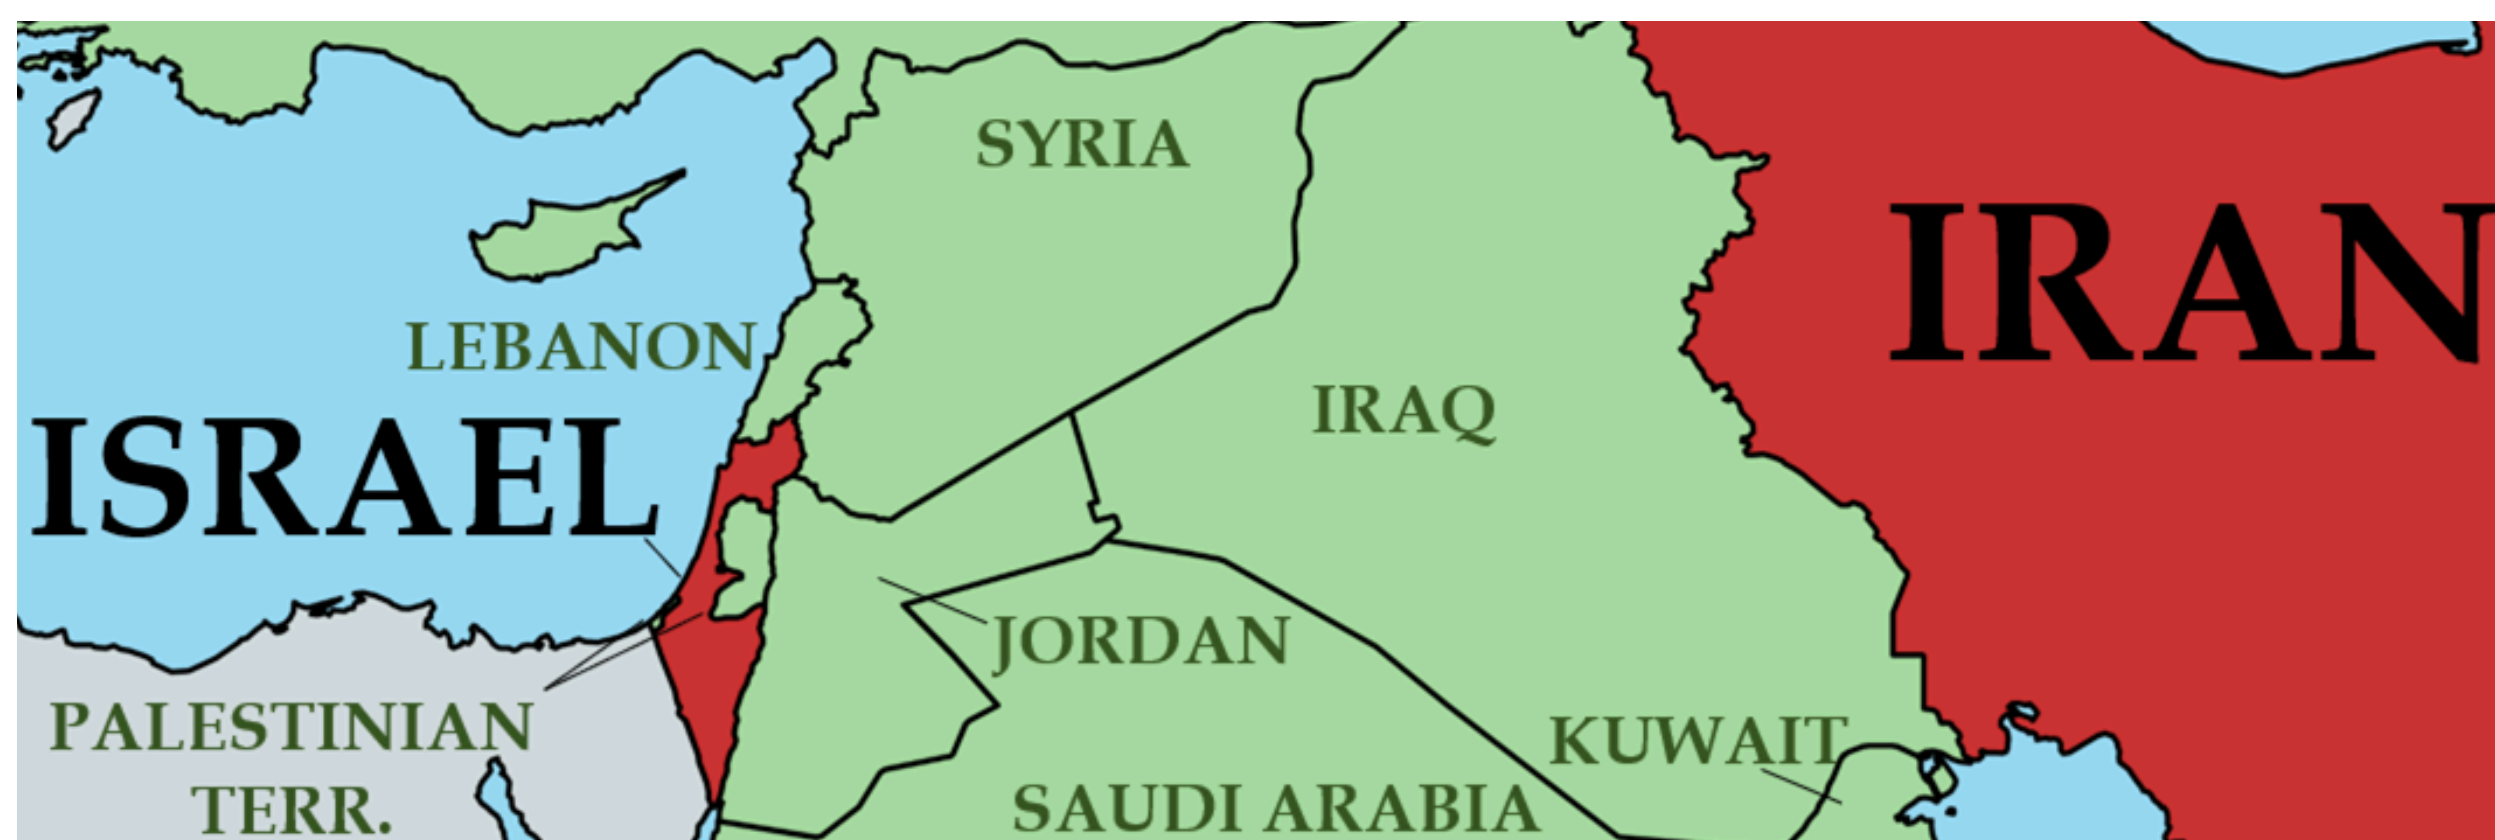 SYRIA
IRAN
LEBANON
IRAQ
ISRAEL
JORDAN
PALESTINIAN
TERR.
KUWAIT
SAUDI ARABIA